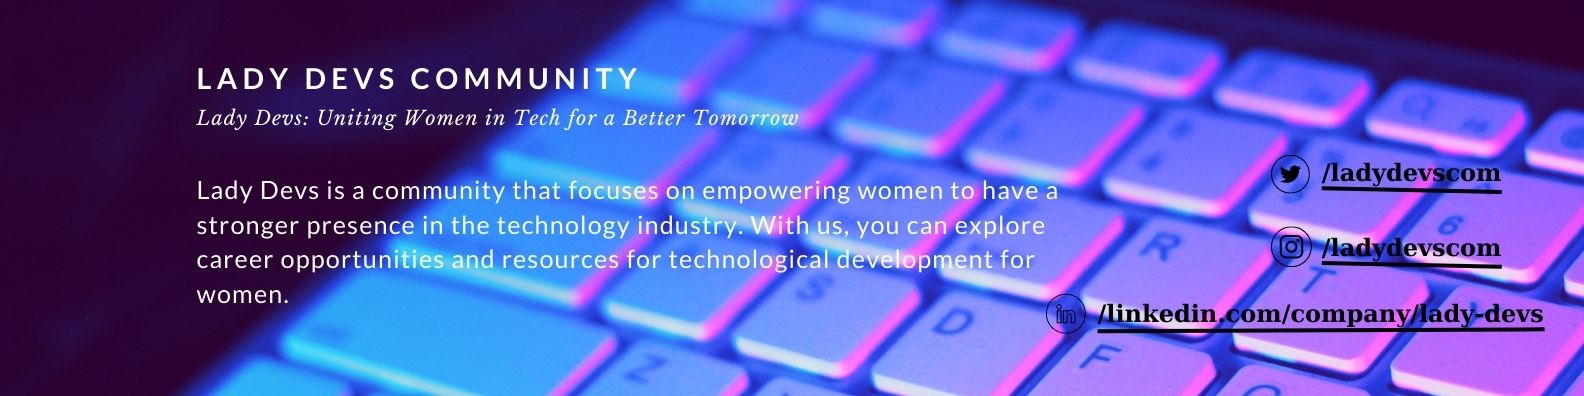 LADY DEVS COMMUNITY
Lady Devs: Uniting Women in Tech for a Better Tomorrow
Lady Devs is a community that focuses on empowering women to have a
stronger presence in the technology industry. With us, you can explore
career opportunities and resources for technological development for
women.
/ladydevscom
/ladydevscom
in /linkedin.com/company/lady-devs
R
T
6
S
D
F
Z